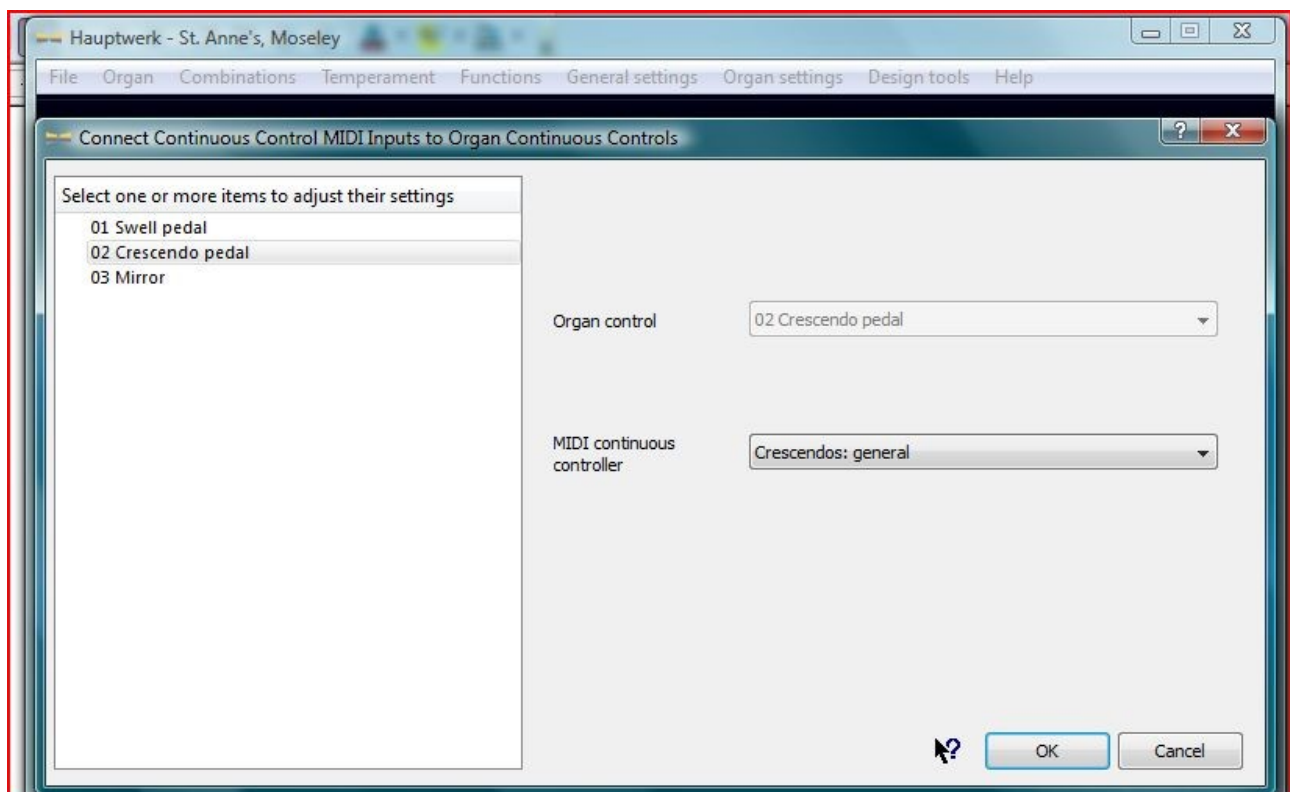 Hauptwerk - St. Anne's, Moseley
File Organ Combinations Temperament Functions General settings Organ settings Design tools Help
Connect Continuous Control MIDI Inputs to Organ Continuous Controls
Select one or more items to adjust their settings
01 Swell pedal
02 Crescendo pedal
03 Mirror
Organ control
02 Crescendo pedal
MIDI continuous
controller
Crescendos: general
OK
Cancel